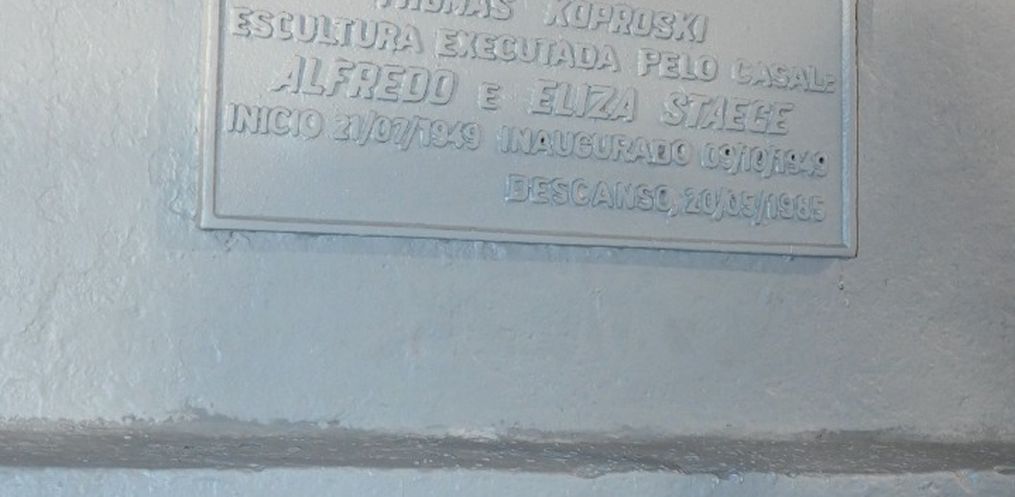 THOMAS KOPROSKI
ESCULTURA EXECUTADA PELO CASAL:
ALFREDO E ELIZA STAEGE
INICIO 21/07/1949 INAUGURADO 09/10/1949
DESCANSO, 20/05/1985